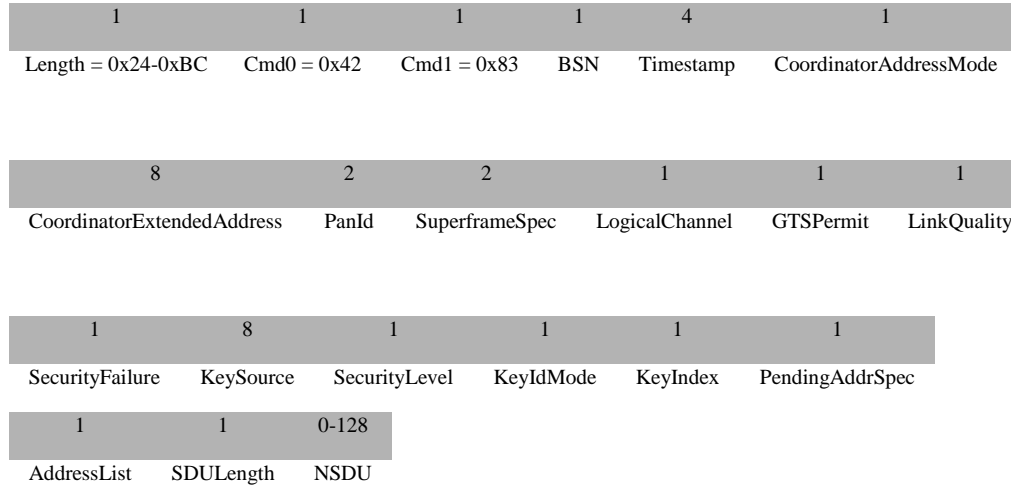 1 1 1 1 4 1
Length = 0x24-0xBC Cmd0 = 0x42 Cmd1 = 0x83 BSN Timestamp CoordinatorAddressMode
8 2 2 1 1 1
CoordinatorExtendedAddress PanId SuperframeSpec LogicalChannel GTSPermit LinkQuality
1 8 1 1 1 1
SecurityFailure KeySource SecurityLevel KeyIdMode KeyIndex PendingAddrSpec
1 1 0-128
AddressList SDULength NSDU